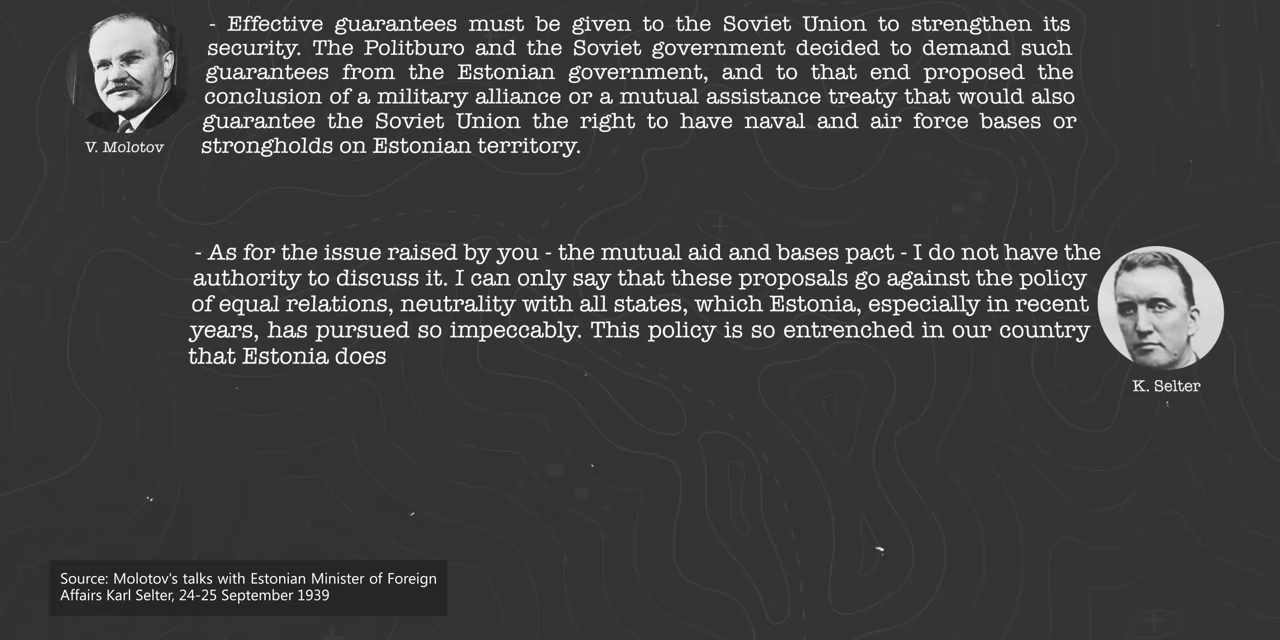 - Effective guarantees must be given to the Soviet Union to strengthen its
security. The Politburo and the Soviet government decided to demand such
guarantees from the Estonian government, and to that end proposed the
conclusion of a military alliance or a mutual assistance treaty that would also
guarantee the Soviet Union the right to have naval and air force bases or
strongholds on Estonian territory.
V. Molotov
- As for the issue raised by you - the mutual aid and bases pact - I do not have the
authority to discuss it. I can only say that these proposals go against the policy
of equal relations, neutrality with all states, which Estonia, especially in recent
years, has pursued so impeccably. This policy is so entrenched in our country
that Estonia does
K. Selter
Source: Molotov's talks with Estonian Minister of Foreign
Affairs Karl Selter, 24-25 September 1939